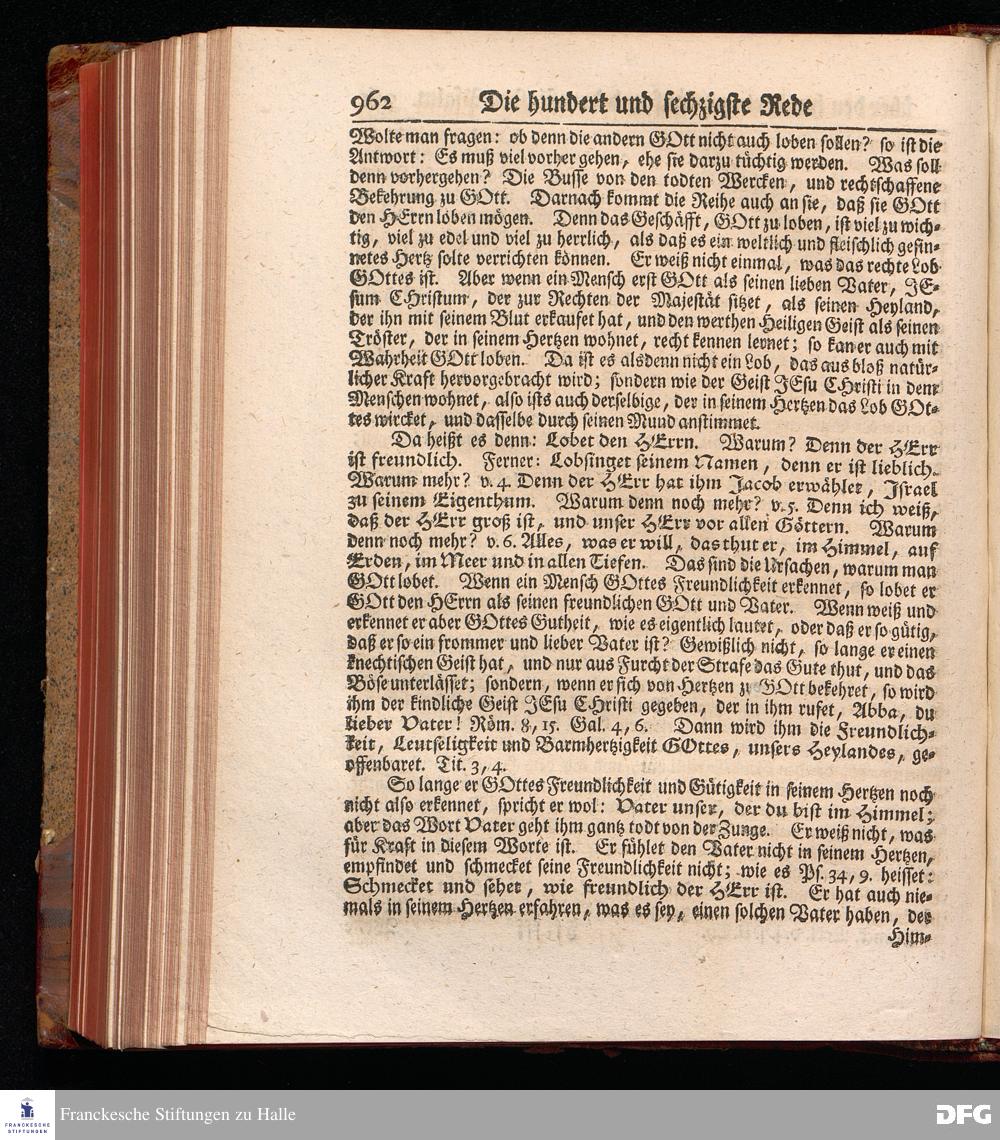 962 Die hundert und sechzigste Rede
Wolte man fragen: ob denn die andern GOtt nicht auch loben sollen? so ist die
Antwort: Es muß viel vorher gehen, ehe sie darzu tüchtig werden. Was soll
denn vorhergehen? Die Busse von den todten Wercken, und rechtschaffene
Bekehrung zu GOtt. Darnach kommt die Reihe auch an sie, daß sie GOtt
den HErrn loben mögen. Denn das Geschäfft, GOtt zu loben, ist viel zu wich-
tig, viel zu edel und viel zu herrlich, als daß es ein weltlich und fleischlich gesin-
netes Hertz solte verrichten können. Er weiß nicht einmal, was das rechte Lob
GOttes ist. Aber wenn ein Mensch erst GOtt als seinen lieben Vater, JE-
sum CHristum, der zur Rechten der Majestät sitzet, als seinen Heyland,
der ihn mit seinem Blut erkaufet hat, und den werthen Heiligen Geist als seinen
Tröster, der in seinem Hertzen wohnet, recht kennen lernet; so kan er auch mit
Wahrheit GOtt loben. Da ist es alsdenn nicht ein Lob, das aus bloß natür-
licher Kraft hervorgebracht wird; sondern wie der Geist JEsu CHristi in dem
Menschen wohnet, also ists auch derselbige, der in seinem Hertzen das Lob GOt-
tes wircket, und dasselbe durch seinen Mund anstimmet.
Da heißt es denn: Lobet den HErrn. Warum? Denn der HErr
ist freundlich. Ferner: Lobsinget seinem Namen, denn er ist lieblich.
Warum mehr? v. 4. Denn der HErr hat ihm Jacob erwählet, Israel
zu seinem Eigenthum. Warum denn noch mehr? v. 5. Denn ich weiß,
daß der HErr groß ist, und unser HErr vor allen Göttern. Warum
denn noch mehr? v. 6. Alles, was er will, das thut er, im Himmel, auf
Erden, im Meer und in allen Tiefen. Das sind die Ursachen, warum man
GOtt lobet. Wenn ein Mensch GOttes Freundlichkeit erkennet, so lobet er
GOtt den HErrn als seinen freundlichen GOtt und Vater. Wenn weiß und
erkennet er aber GOttes Gutheit, wie es eigentlich lautet, oder daß er so gütig,
daß er so ein frommer und lieber Vater ist? Gewißlich nicht, so lange er einen
knechtischen Geist hat, und nur aus Furcht der Strafe das Gute thut, und das
Böse unterlässet; sondern, wenn er sich von Hertzen zu GOtt bekehret, so wird
ihm der kindliche Geist JEsu CHristi gegeben, der in ihm rufet, Abba, du
lieber Vater! Röm. 8, 15. Gal. 4, 6. Dann wird ihm die Freundlich-
keit, Leutseligkeit und Barmhertzigkeit GOttes, unsers Heylandes, ge-
offenbaret. Tit. 3, 4.
So lange er GOttes Freundlichkeit und Gütigkeit in seinem Hertzen noch
nicht also erkennet, spricht er wol: Vater unser, der du bist im Himmel;
aber das Wort Vater geht ihm gantz todt von der Zunge. Er weiß nicht, was
für Kraft in diesem Worte ist. Er fühlet den Vater nicht in seinem Hertzen,
empfindet und schmecket seine Freundlichkeit nicht; wie es Ps. 34, 9. heisset:
Schmecket und sehet, wie freundlich der HErr ist. Er hat auch nie-
mals in seinem Hertzen erfahren, was es sey, einen solchen Vater haben, der
Him-
FRANCKESCHE
STIFTUNGEN
Franckesche Stiftungen zu Halle
DFG